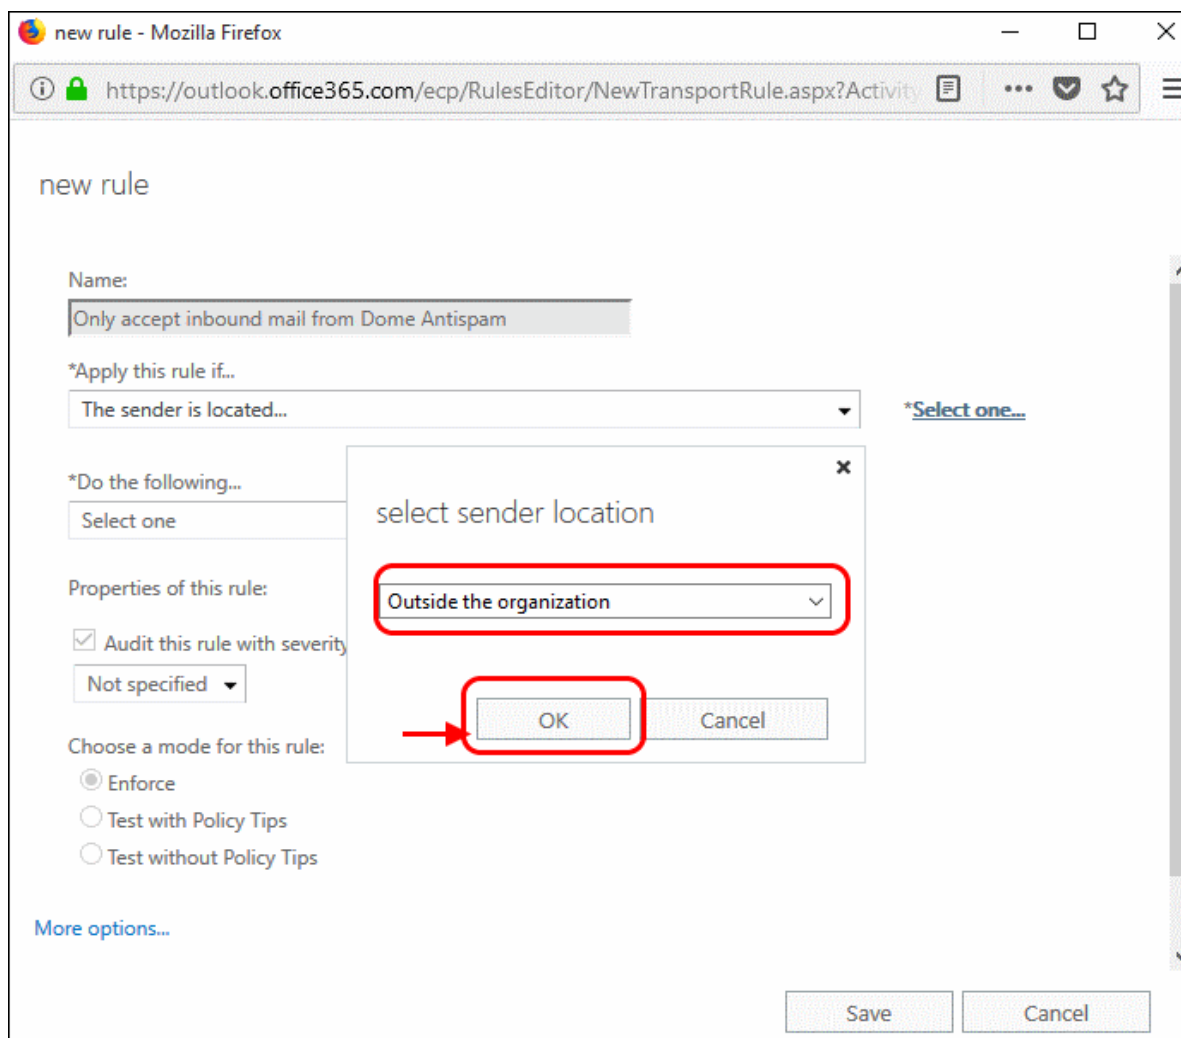 new rule - Mozilla Firefox
https://outlook.office365.com/ecp/RulesEditor/NewTransportRule.aspx?Activity
new rule
Name:
Only accept inbound mail from Dome Antispam
*Apply this rule if...
The sender is located...
*Select one...
*Do the following...
Select one
select sender location
Outside the organization
OK
Cancel
Properties of this rule:
Audit this rule with severity
Not specified
Choose a mode for this rule:
Enforce
Test with Policy Tips
Test without Policy Tips
More options...
Save
Cancel